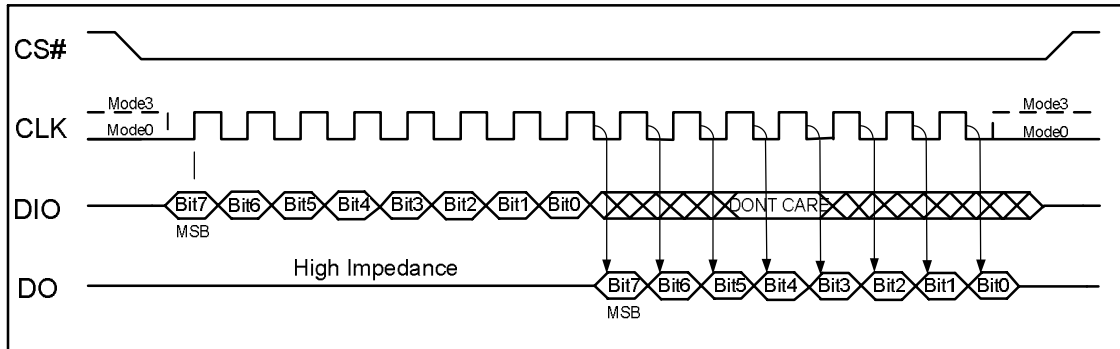 CS#
Mode3 Mode3
CLK
Mode0 Mode0
DIO Bit7 Bit6 Bit5 Bit4 Bit3 Bit2 Bit1 Bit0 DONT CARE
MSB
High Impedance
DO Bit7 Bit6 Bit5 Bit4 Bit3 Bit2 Bit1 Bit0
MSB